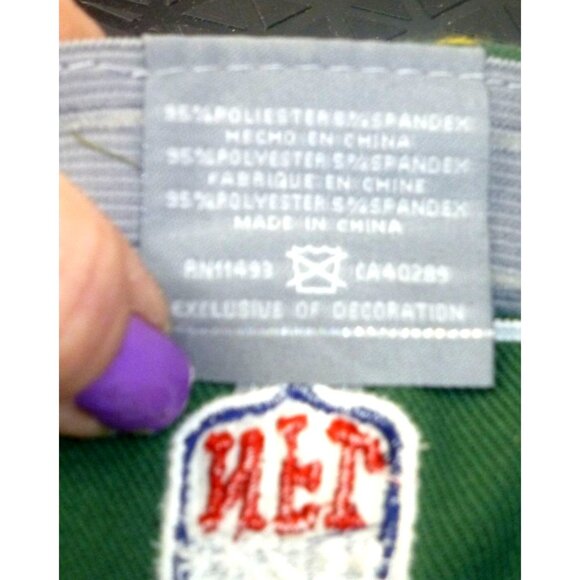 95% POLIESTER 5% SPANDEX
HECHO EN CHINA
95% POLYESTER 5% SPANDEX
FABRIQUE EN CHINE
95% POLYESTER 5% SPANDEX
MADE IN CHINA
RN11493 CA40289
EXCLUSIVE OF DECORATION
NFL